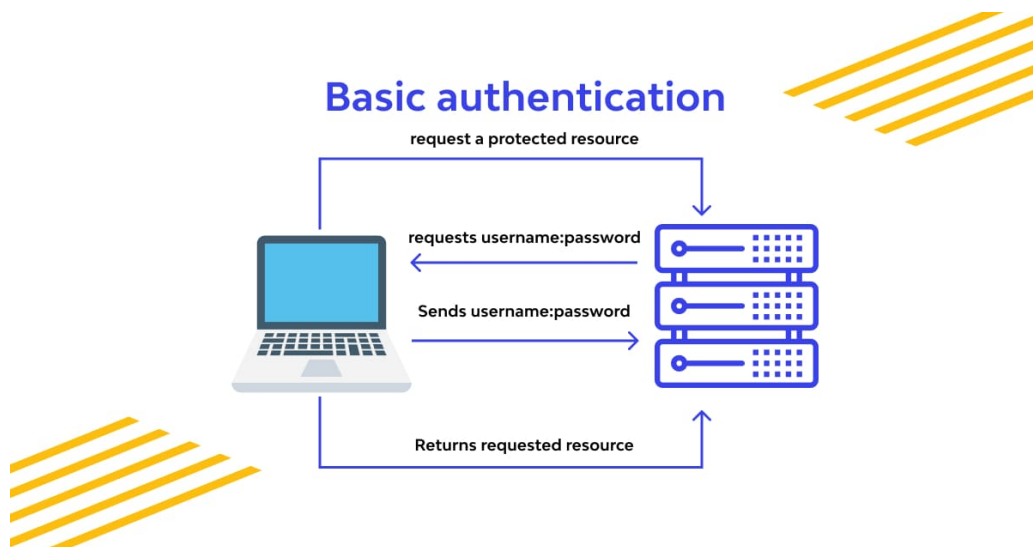 Basic authentication
request a protected resource
requests username:password
Sends username:password
Returns requested resource